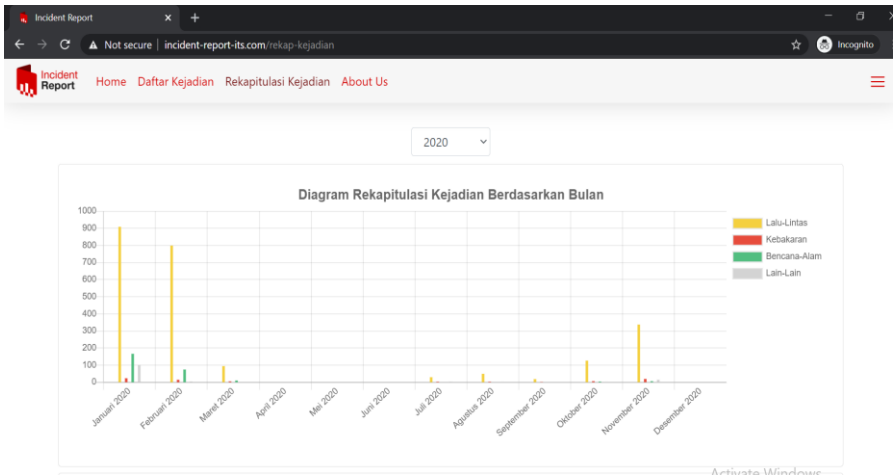 Incident Report
Not secure | incident-report-its.com/rekap-kejadian
Incognito
Incident
Report
Home Daftar Kejadian Rekapitulasi Kejadian About Us
2020
Diagram Rekapitulasi Kejadian Berdasarkan Bulan
1000
900
800
700
600
500
400
300
200
100
0
Januari 2020
Februari 2020
Maret 2020
April 2020
Mei 2020
Juni 2020
Juli 2020
Agustus 2020
September 2020
Oktober 2020
November 2020
Desember 2020
Lalu-Lintas
Kebakaran
Bencana-Alam
Lain-Lain
Activate Windows